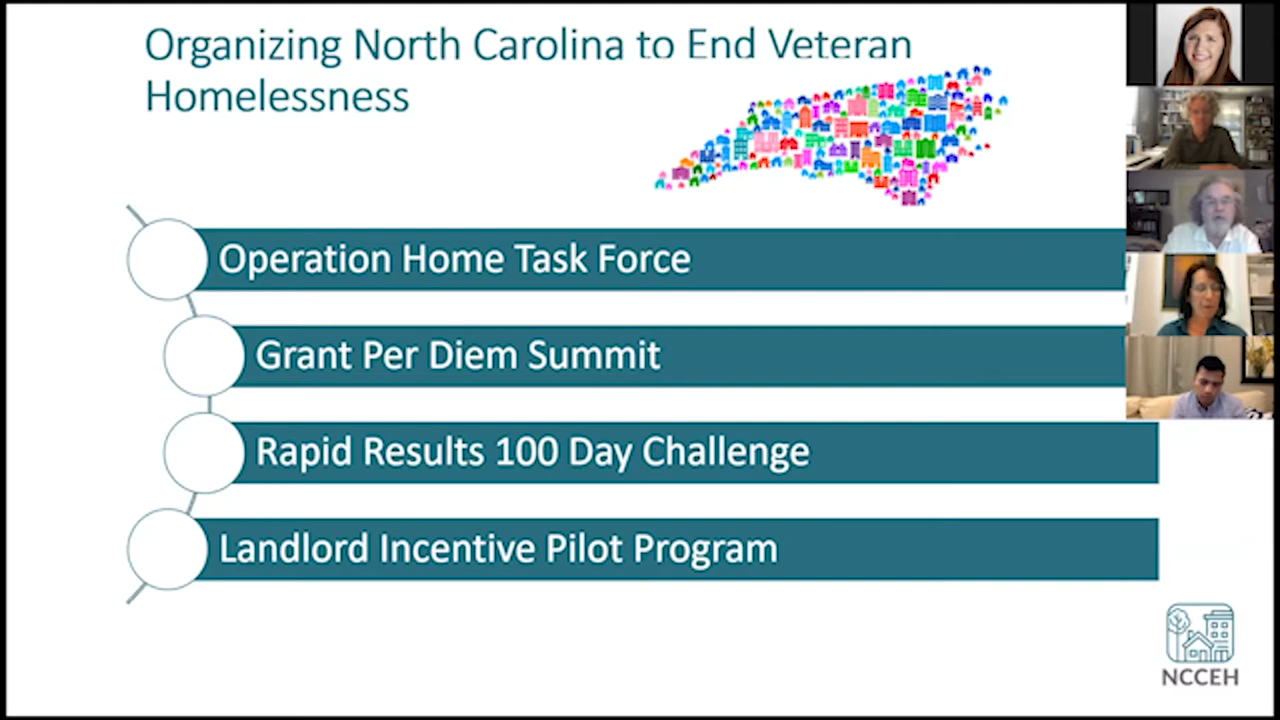 Organizing North Carolina to End Veteran
Homelessness
Operation Home Task Force
Grant Per Diem Summit
Rapid Results 100 Day Challenge
Landlord Incentive Pilot Program
NCCEH